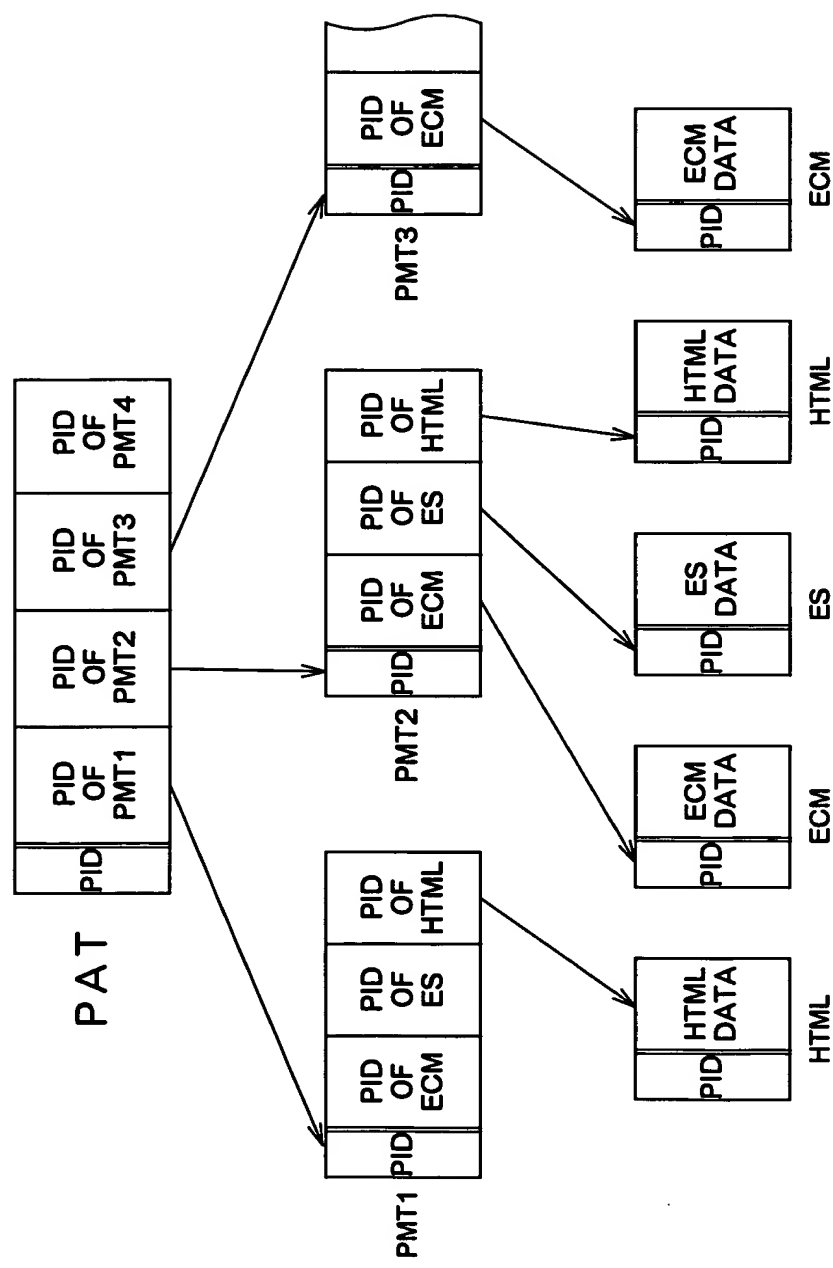 PAT
PID
PID
OF
PMT1
PID
OF
PMT2
PID
OF
PMT3
PID
OF
PMT4
PMT1
PID
PID
OF
ECM
PID
OF
ES
PID
OF
HTML
PMT2
PID
PID
OF
ECM
PID
OF
ES
PID
OF
HTML
PMT3
PID
PID
OF
ECM
PID
HTML
DATA
HTML
PID
ECM
DATA
ECM
PID
ES
DATA
ES
PID
HTML
DATA
HTML
PID
ECM
DATA
ECM